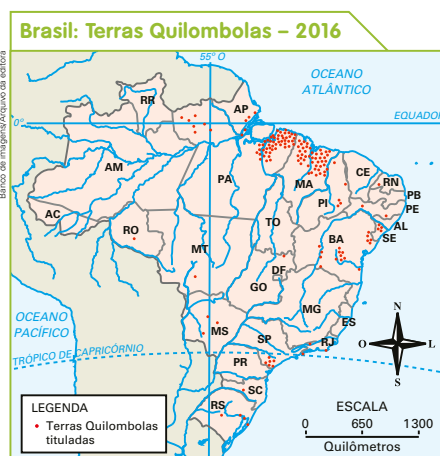 Brasil: Terras Quilombolas – 2016
Banco de imagens/Arquivo da editora
55º O
OCEANO
ATLÂNTICO
RR
AP
0º
EQUADOR
AM
PA
MA
CE
RN
PB
PE
AL
SE
PI
AC
RO
TO
BA
MT
DF
GO
MG
ES
OCEANO
PACÍFICO
MS
SP
RJ
TRÓPICO DE CAPRICÓRNIO
PR
SC
RS
N
O
L
S
LEGENDA
Terras Quilombolas
tituladas
ESCALA
0 650 1300
Quilômetros